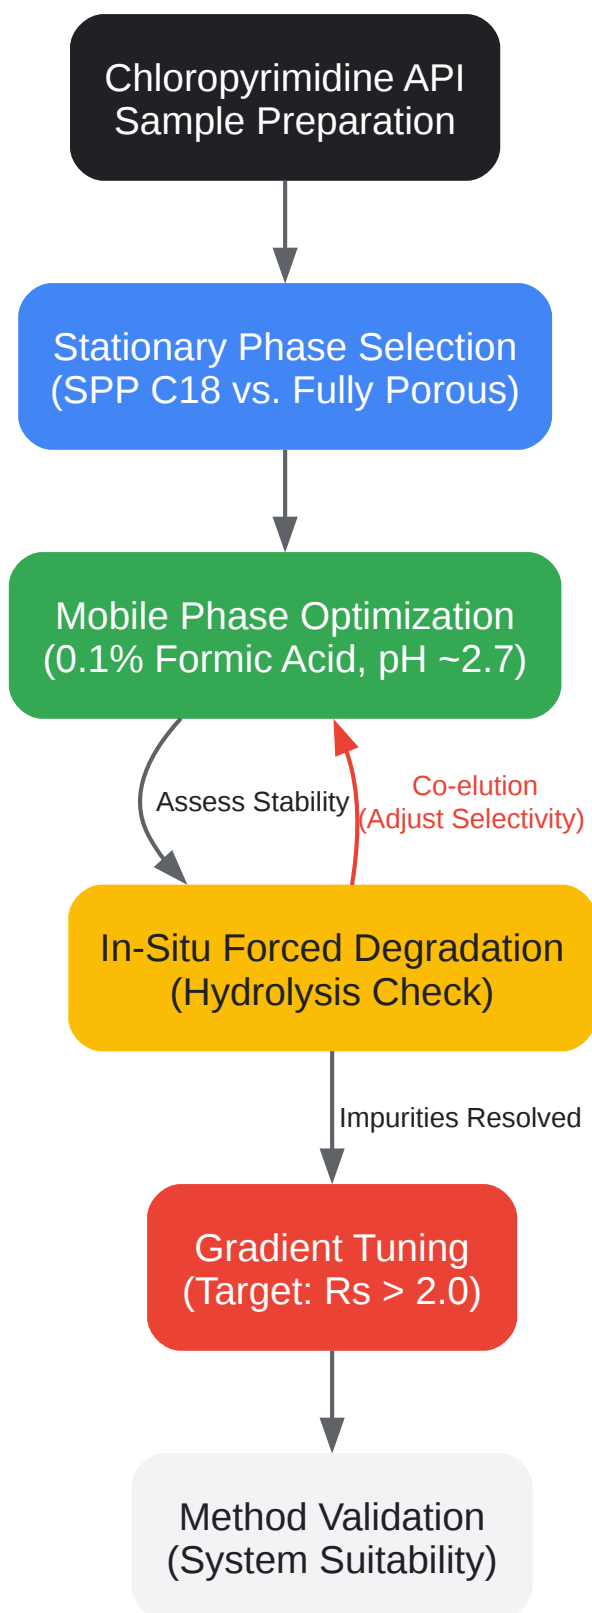 Chloropyrimidine API
Sample Preparation
Stationary Phase Selection
(SPP C18 vs. Fully Porous)
Mobile Phase Optimization
(0.1% Formic Acid, pH ~2.7)
Assess Stability
Co-elution
(Adjust Selectivity)
In-Situ Forced Degradation
(Hydrolysis Check)
Impurities Resolved
Gradient Tuning
(Target: Rs > 2.0)
Method Validation
(System Suitability)